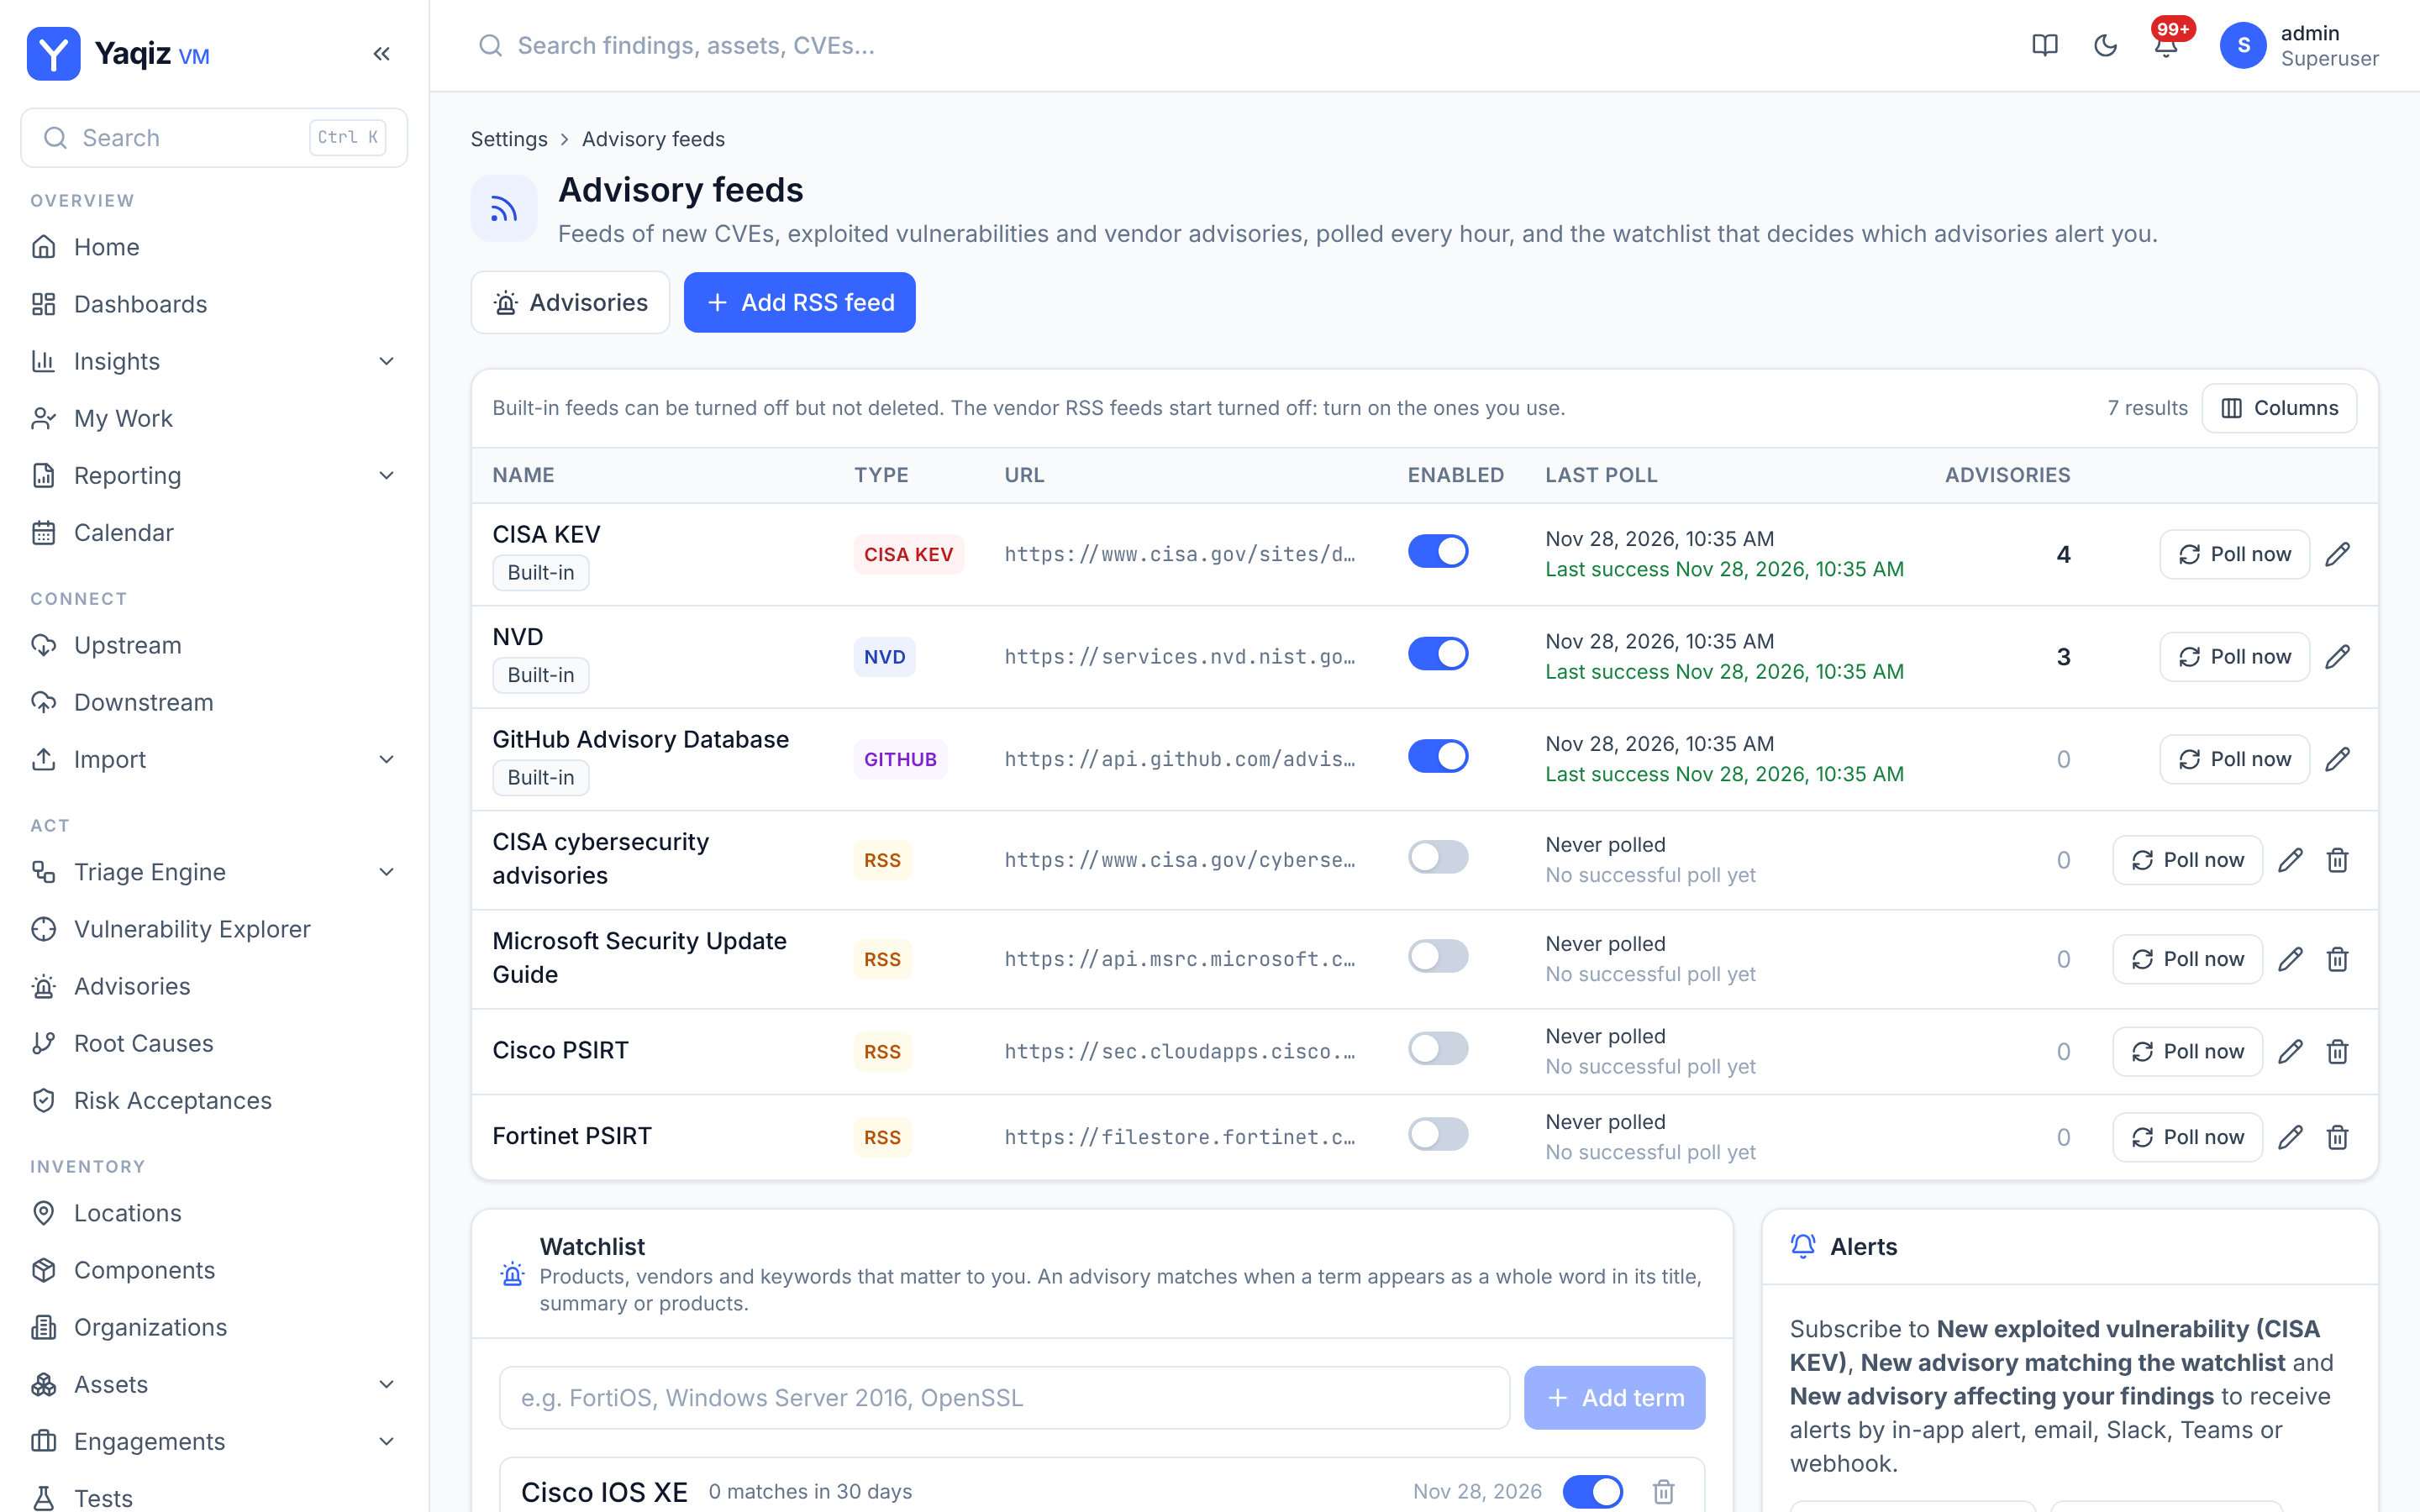 Yaqiz VM
Search findings, assets, CVEs...
99+
S
admin
Superuser
Search
Ctrl K
OVERVIEW
Home
Dashboards
Insights
My Work
Reporting
Calendar
CONNECT
Upstream
Downstream
Import
ACT
Triage Engine
Vulnerability Explorer
Advisories
Root Causes
Risk Acceptances
INVENTORY
Locations
Components
Organizations
Assets
Engagements
Tests
Settings > Advisory feeds
Advisory feeds
Feeds of new CVEs, exploited vulnerabilities and vendor advisories, polled every hour, and the watchlist that decides which advisories alert you.
Advisories
+ Add RSS feed
Built-in feeds can be turned off but not deleted. The vendor RSS feeds start turned off: turn on the ones you use.
7 results
Columns
NAME TYPE URL ENABLED LAST POLL ADVISORIES
CISA KEV
Built-in
CISA KEV
https://www.cisa.gov/sites/d…
Nov 28, 2026, 10:35 AM
Last success Nov 28, 2026, 10:35 AM
4
Poll now
NVD
Built-in
NVD
https://services.nvd.nist.go…
Nov 28, 2026, 10:35 AM
Last success Nov 28, 2026, 10:35 AM
3
Poll now
GitHub Advisory Database
Built-in
GITHUB
https://api.github.com/advis…
Nov 28, 2026, 10:35 AM
Last success Nov 28, 2026, 10:35 AM
0
Poll now
CISA cybersecurity
advisories
RSS
https://www.cisa.gov/cyberse…
Never polled
No successful poll yet
0
Poll now
Microsoft Security Update
Guide
RSS
https://api.msrc.microsoft.c…
Never polled
No successful poll yet
0
Poll now
Cisco PSIRT
RSS
https://sec.cloudapps.cisco.…
Never polled
No successful poll yet
0
Poll now
Fortinet PSIRT
RSS
https://filestore.fortinet.c…
Never polled
No successful poll yet
0
Poll now
Watchlist
Products, vendors and keywords that matter to you. An advisory matches when a term appears as a whole word in its title,
summary or products.
e.g. FortiOS, Windows Server 2016, OpenSSL
+ Add term
Cisco IOS XE
0 matches in 30 days
Nov 28, 2026
Alerts
Subscribe to New exploited vulnerability (CISA
KEV), New advisory matching the watchlist and
New advisory affecting your findings to receive
alerts by in-app alert, email, Slack, Teams or
webhook.